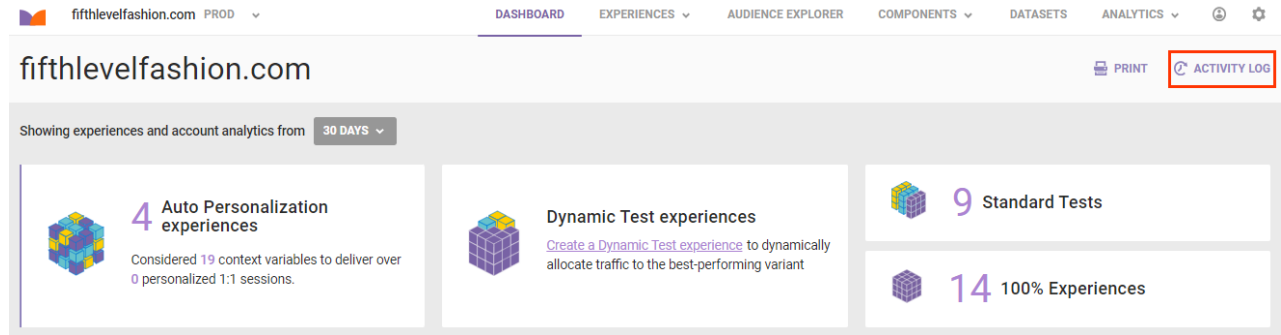 fifthlevelfashion.com PROD
DASHBOARD EXPERIENCES AUDIENCE EXPLORER COMPONENTS DATASETS ANALYTICS
fifthlevelfashion.com
PRINT ACTIVITY LOG
Showing experiences and account analytics from 30 DAYS
4 Auto Personalization
experiences
Considered 19 context variables to deliver over
0 personalized 1:1 sessions.
Dynamic Test experiences
Create a Dynamic Test experience to dynamically
allocate traffic to the best-performing variant
9 Standard Tests
14 100% Experiences